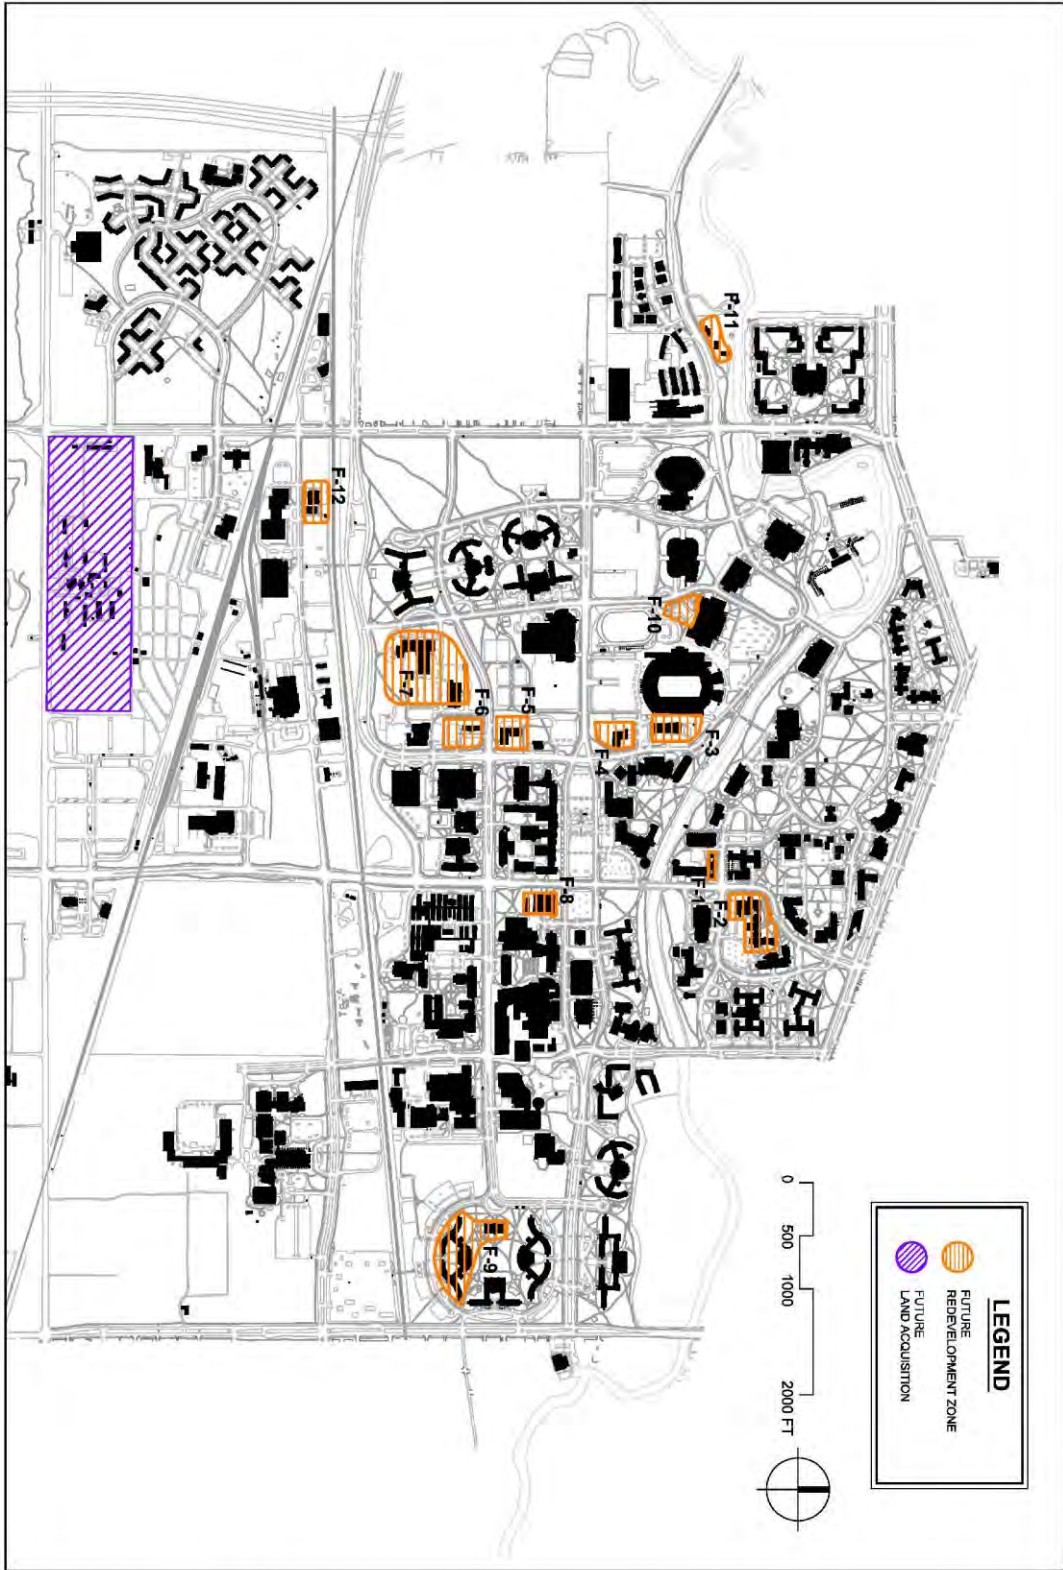 LEGEND
FUTURE
REDEVELOPMENT ZONE
FUTURE
LAND ACQUISITION
0
500
1000
2000 FT
F-11
F-12
F-10
F-7
F-6
F-5
F-4
F-3
F-1
F-2
F-8
F-9